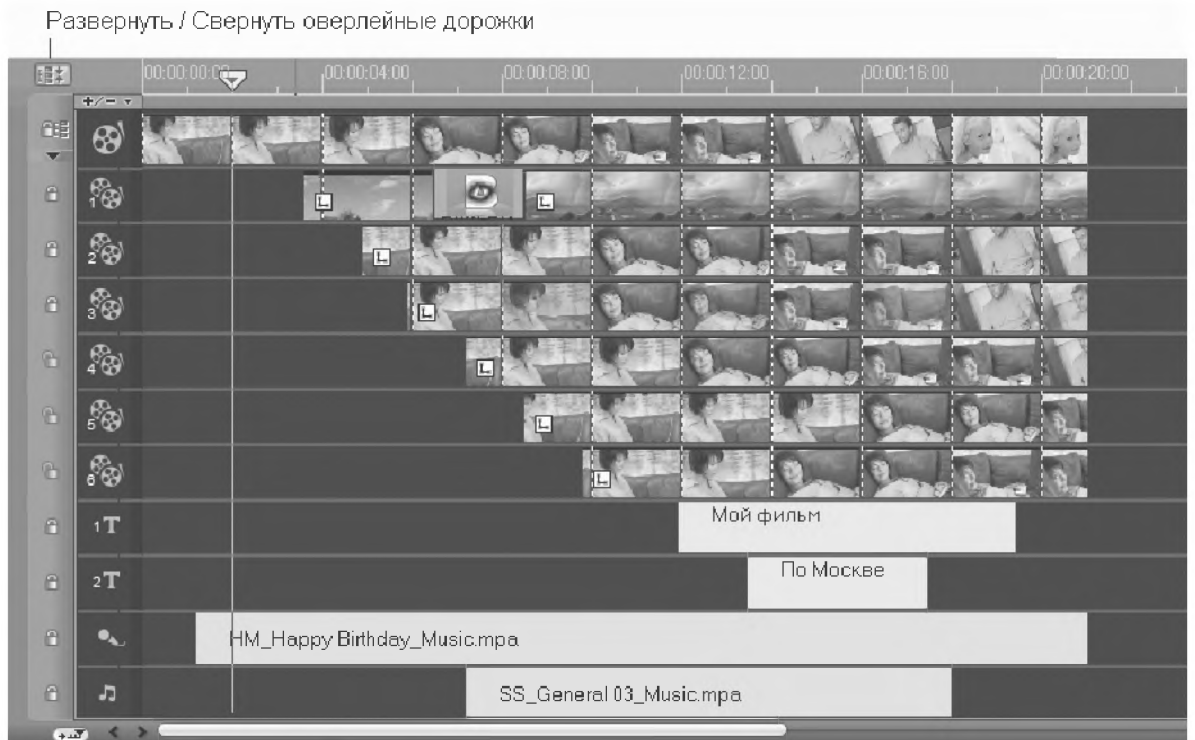 Развернуть / Свернуть оверлейные дорожки
00:00:00:00 00:00:04:00 00:00:08:00 00:00:12:00 00:00:16:00 00:00:20:00
+/−
1
2
3
4
5
6
1 T Мой фильм
2 T По Москве
HM_Happy Birthday_Music.mpa
SS_General 03_Music.mpa